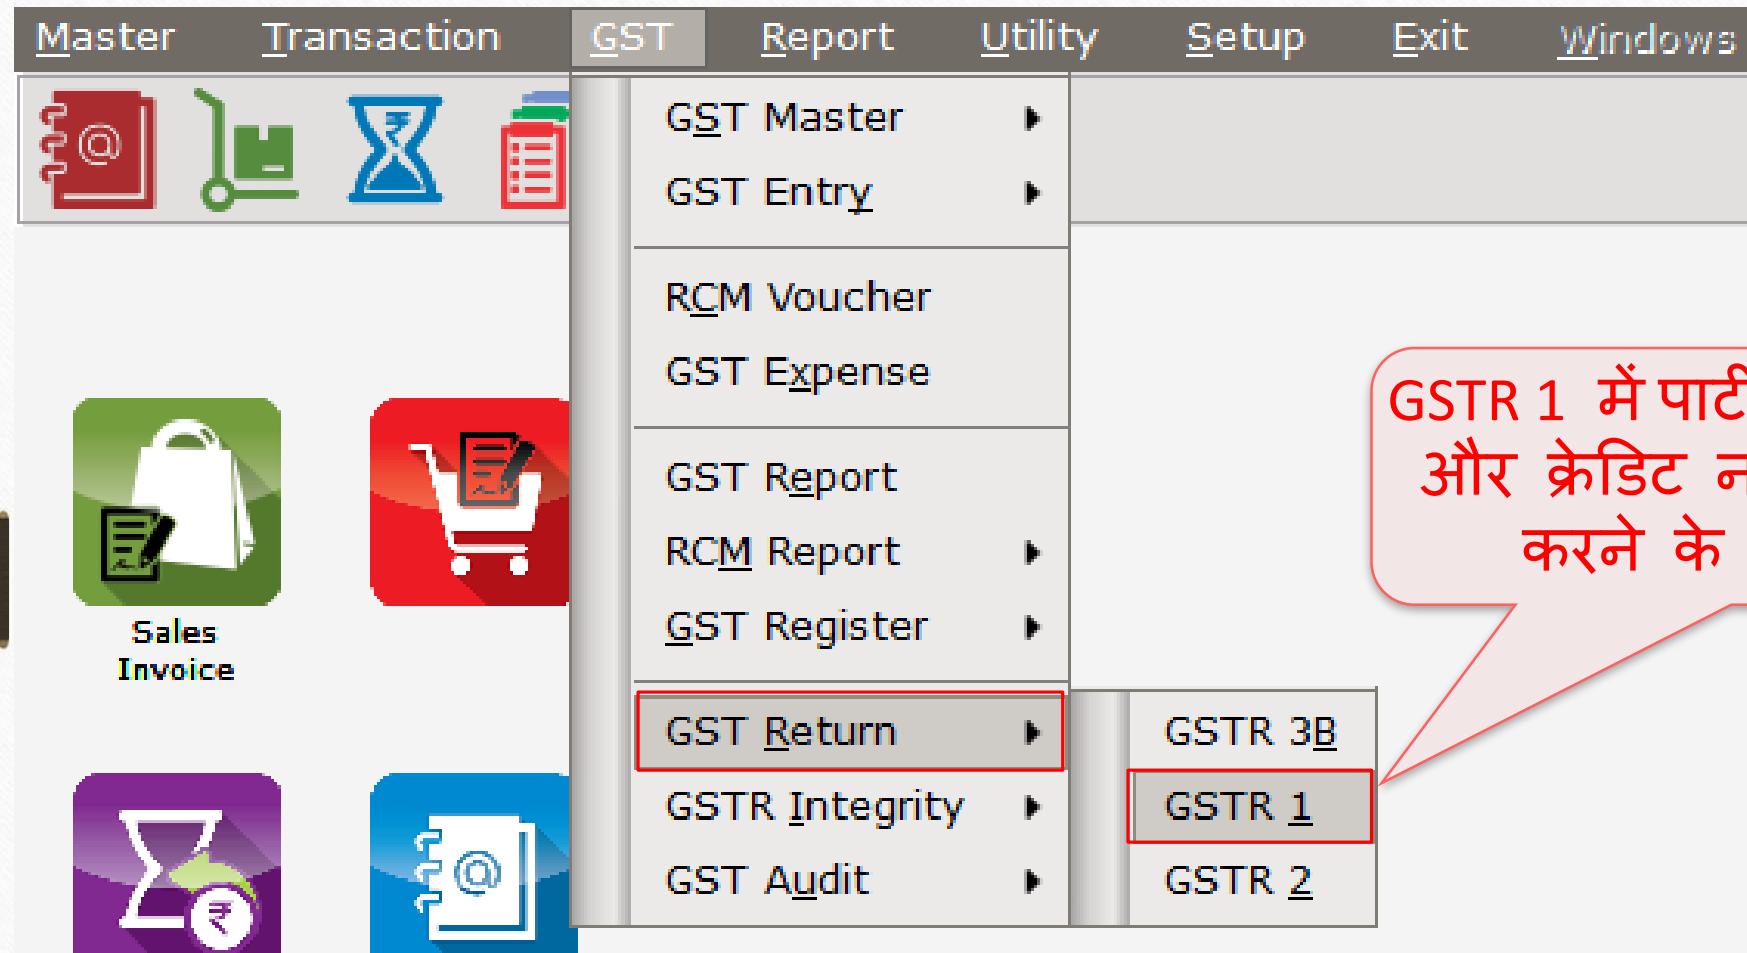 Master Transaction GST Report Utility Setup Exit Windows
GST Master
GST Entry
RCM Voucher
GST Expense
GST Report
RCM Report
GST Register
GST Return
GSTR Integrity
GST Audit
GSTR 3B
GSTR 1
GSTR 2
GSTR 1 में
और क्रेडिट
करने के
Sales
Invoice